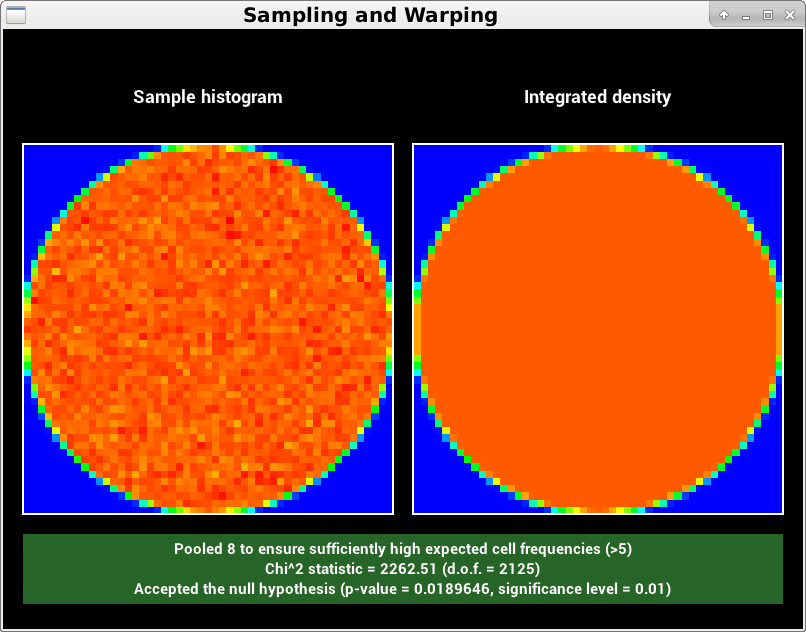 Sampling and Warping
Sample histogram
Integrated density
Pooled 8 to ensure sufficiently high expected cell frequencies (>5)
Chi^2 statistic = 2262.51 (d.o.f. = 2125)
Accepted the null hypothesis (p-value = 0.0189646, significance level = 0.01)